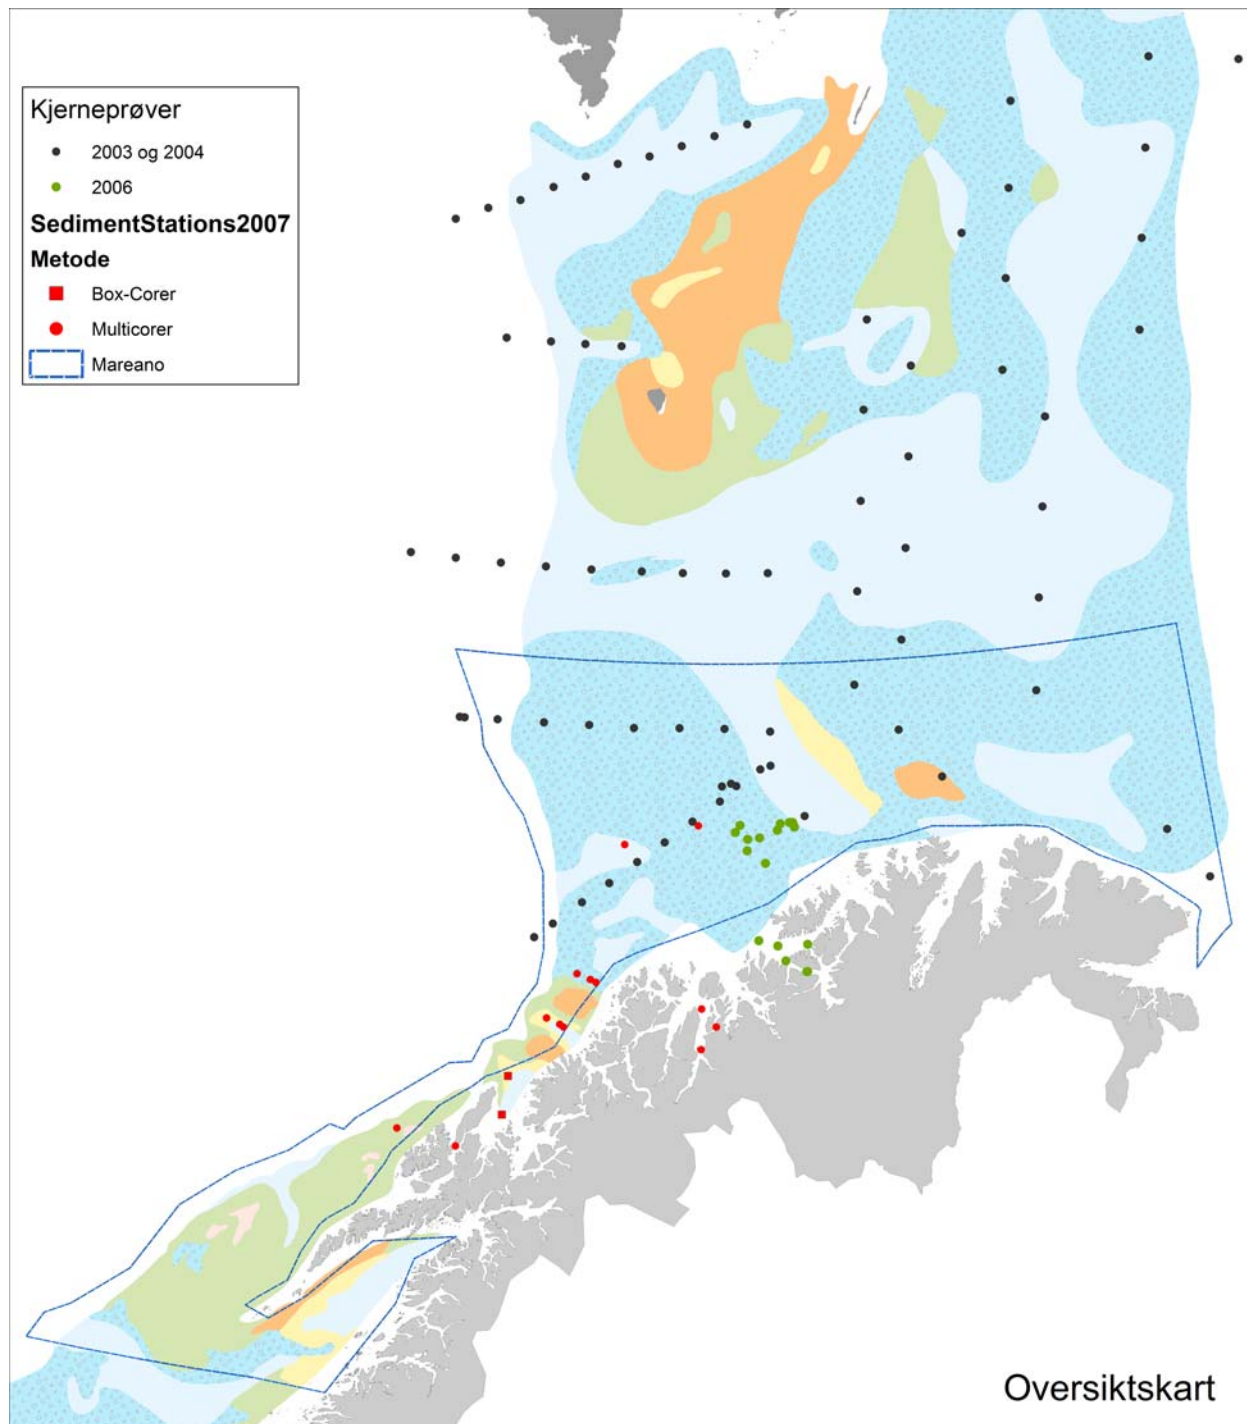 Kjerneprøver
2003 og 2004
2006
SedimentStations2007
Metode
Box-Corer
Multicorer
Mareano
Oversiktskart